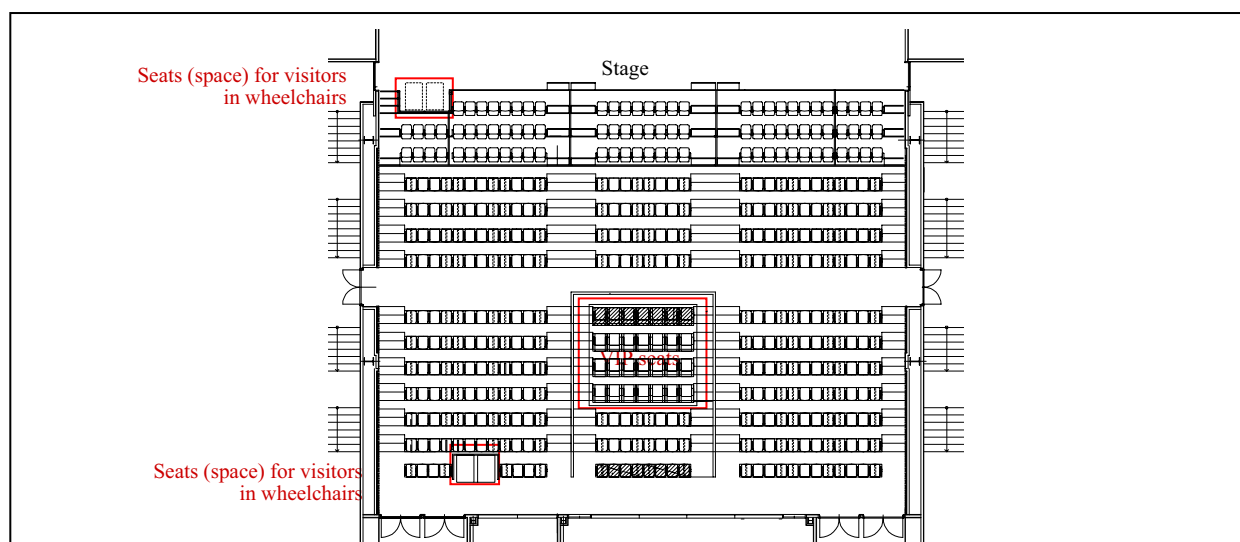 Stage
Seats (space) for visitors
in wheelchairs
VIP seats
Seats (space) for visitors
in wheelchairs